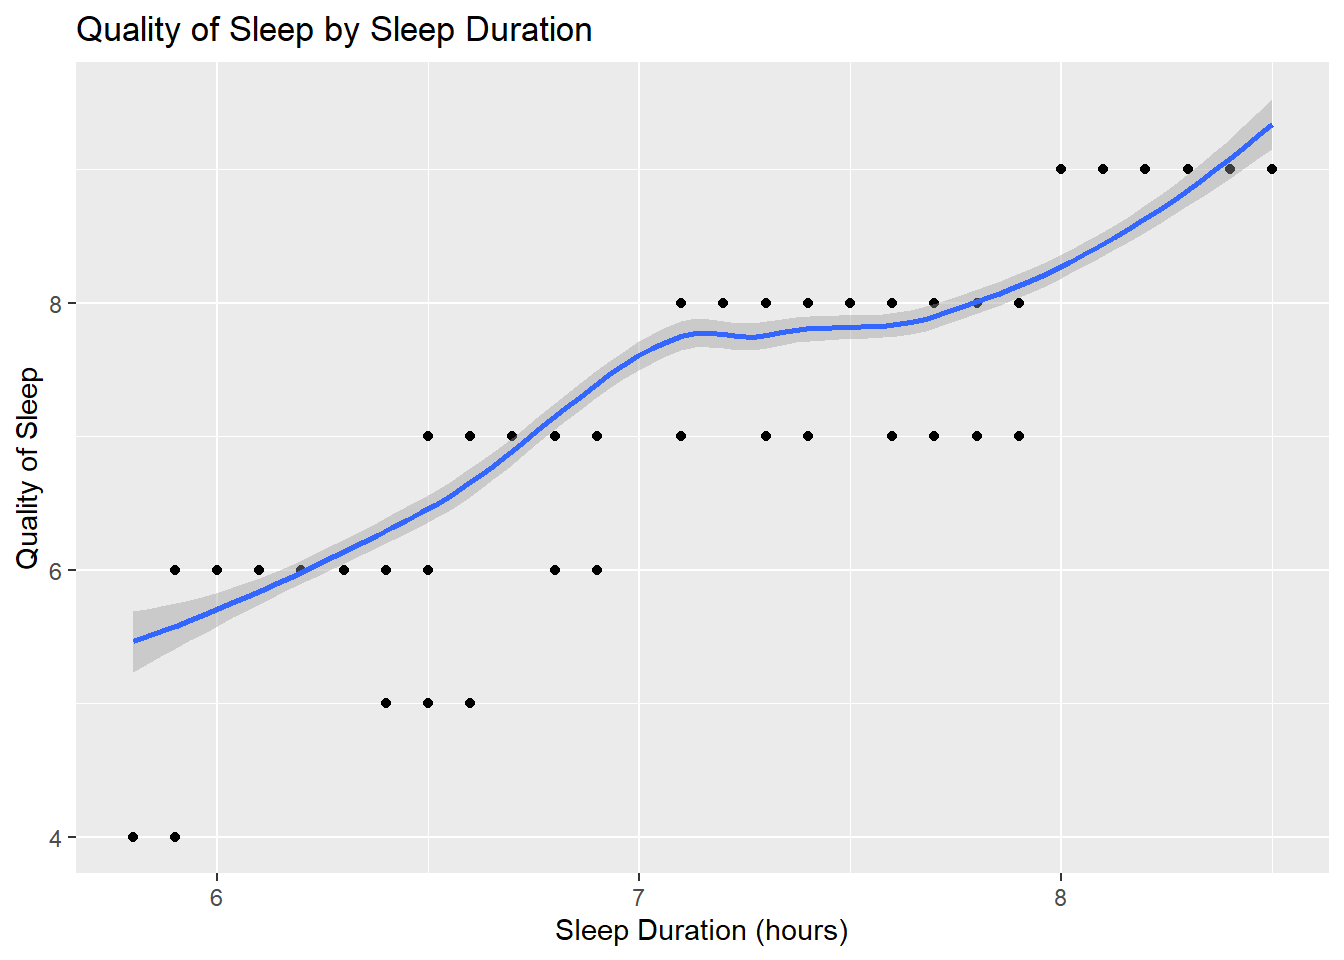 Quality of Sleep by Sleep Duration
8
6
4
Quality of Sleep
6 7 8
Sleep Duration (hours)